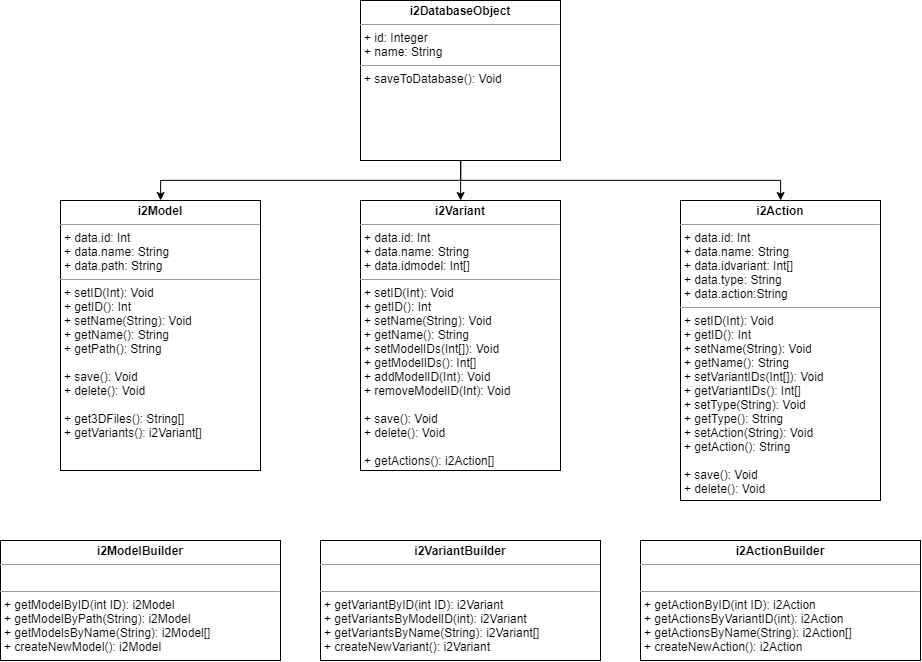 i2DatabaseObject
+ id: Integer
+ name: String
+ saveToDatabase(): Void
i2Model
+ data.id: Int
+ data.name: String
+ data.path: String
+ setID(Int): Void
+ getID(): Int
+ setName(String): Void
+ getName(): String
+ getPath(): String
+ save(): Void
+ delete(): Void
+ get3DFiles(): String[]
+ getVariants(): i2Variant[]
i2Variant
+ data.id: Int
+ data.name: String
+ data.idmodel: Int[]
+ setID(Int): Void
+ getID(): Int
+ setName(String): Void
+ getName(): String
+ setModelIDs(Int[]): Void
+ getModelIDs(): Int[]
+ addModelID(Int): Void
+ removeModelID(Int): Void
+ save(): Void
+ delete(): Void
+ getActions(): i2Action[]
i2Action
+ data.id: Int
+ data.name: String
+ data.idvariant: Int[]
+ data.type: String
+ data.action:String
+ setID(Int): Void
+ getID(): Int
+ setName(String): Void
+ getName(): String
+ setVariantIDs(Int[]): Void
+ getVariantIDs(): Int[]
+ setType(String): Void
+ getType(): String
+ setAction(String): Void
+ getAction(): String
+ save(): Void
+ delete(): Void
i2ModelBuilder
+ getModelByID(int ID): i2Model
+ getModelByPath(String): i2Model
+ getModelsByName(String): i2Model[]
+ createNewModel(): i2Model
i2VariantBuilder
+ getVariantByID(int ID): i2Variant
+ getVariantsByModelID(int): i2Variant
+ getVariantsByName(String): i2Variant[]
+ createNewVariant(): i2Variant
i2ActionBuilder
+ getActionByID(int ID): i2Action
+ getActionsByVariantID(int): i2Action
+ getActionsByName(String): i2Action[]
+ createNewAction(): i2Action